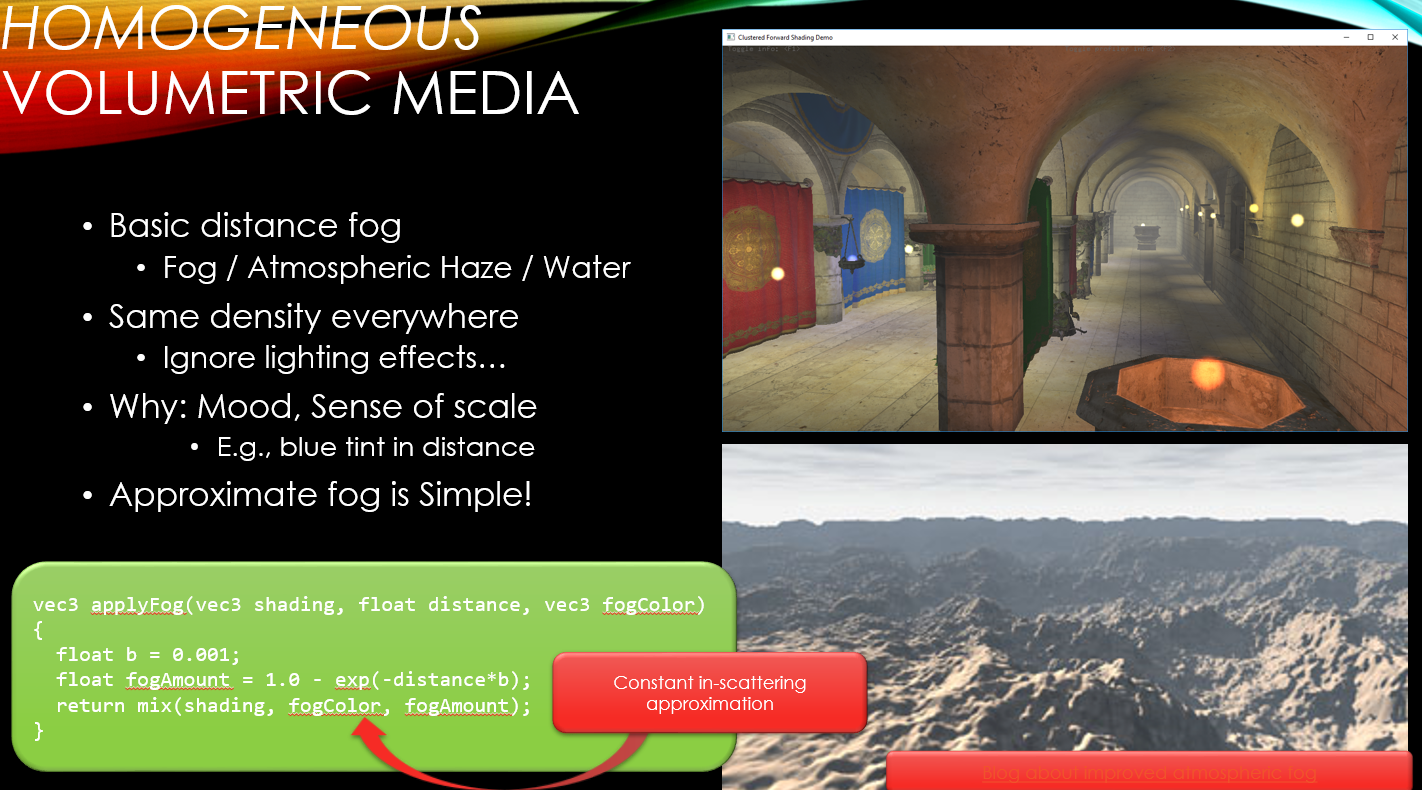 HOMOGENEOUS
VOLUMETRIC MEDIA
• Basic distance fog
• Fog / Atmospheric Haze / Water
• Same density everywhere
• Ignore lighting effects…
• Why: Mood, Sense of scale
• E.g., blue tint in distance
• Approximate fog is Simple!
vec3 applyFog(vec3 shading, float distance, vec3 fogColor)
{
float b = 0.001;
float fogAmount = 1.0 - exp(-distance*b);
return mix(shading, fogColor, fogAmount);
}
Constant in-scattering
approximation
Clustered Forward Shading Demo
Toggle info: <F1>
Blog about improved atmospheric fog